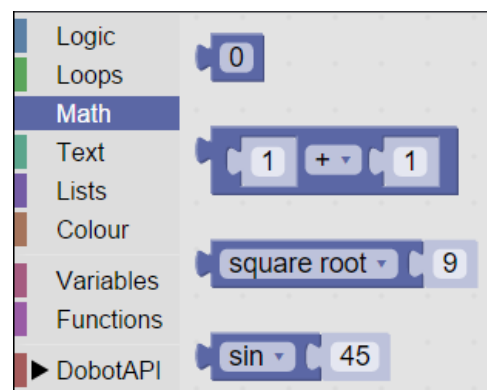 Logic
Loops
Math
Text
Lists
Colour
Variables
Functions
DobotAPI
0
1 + 1
square root 9
sin 45